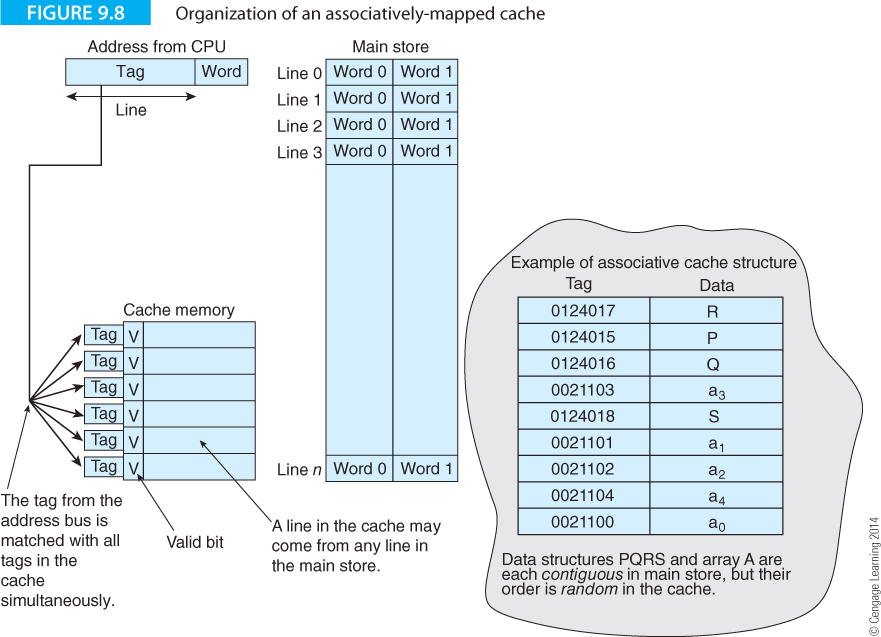 FIGURE 9.8 Organization of an associatively-mapped cache
Address from CPU
Tag Word
Line
Main store
Line 0 Word 0 Word 1
Line 1 Word 0 Word 1
Line 2 Word 0 Word 1
Line 3 Word 0 Word 1
Line n Word 0 Word 1
Cache memory
Tag V
Tag V
Tag V
Tag V
Tag V
Tag V
The tag from the
address bus is
matched with all
tags in the
cache
simultaneously.
Valid bit
A line in the cache may
come from any line in
the main store.
Example of associative cache structure
Tag Data
0124017 R
0124015 P
0124016 Q
0021103 a3
0124018 S
0021101 a1
0021102 a2
0021104 a4
0021100 a0
Data structures PQRS and array A are
each contiguous in main store, but their
order is random in the cache.
© Cengage Learning 2014